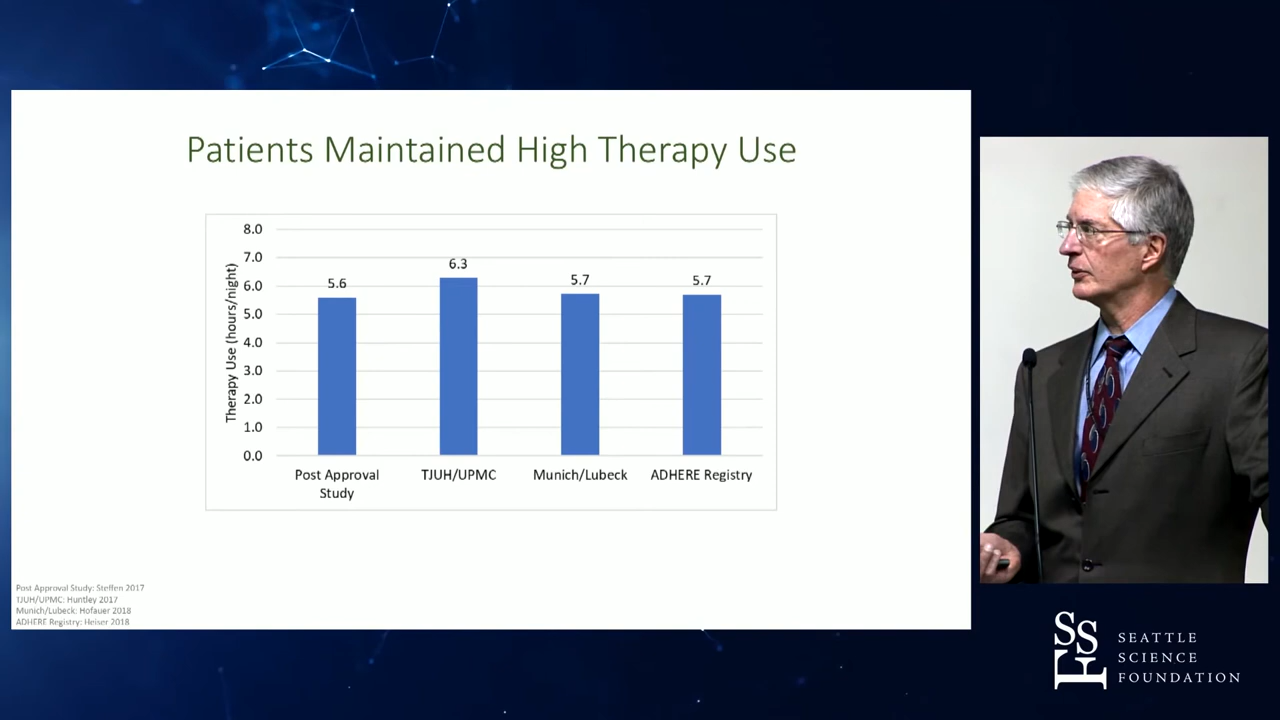 Patients Maintained High Therapy Use
Therapy Use (hours/night)
8.0
7.0
6.0
5.0
4.0
3.0
2.0
1.0
0.0
5.6
6.3
5.7
5.7
Post Approval
Study
TJUH/UPMC
Munich/Lubeck
ADHERE Registry
Post Approval Study: Steffen 2017
TJUH/UPMC: Huntley 2017
Munich/Lubeck: Hofauer 2018
ADHERE Registry: Heiser 2018
SSF
SEATTLE
SCIENCE
FOUNDATION